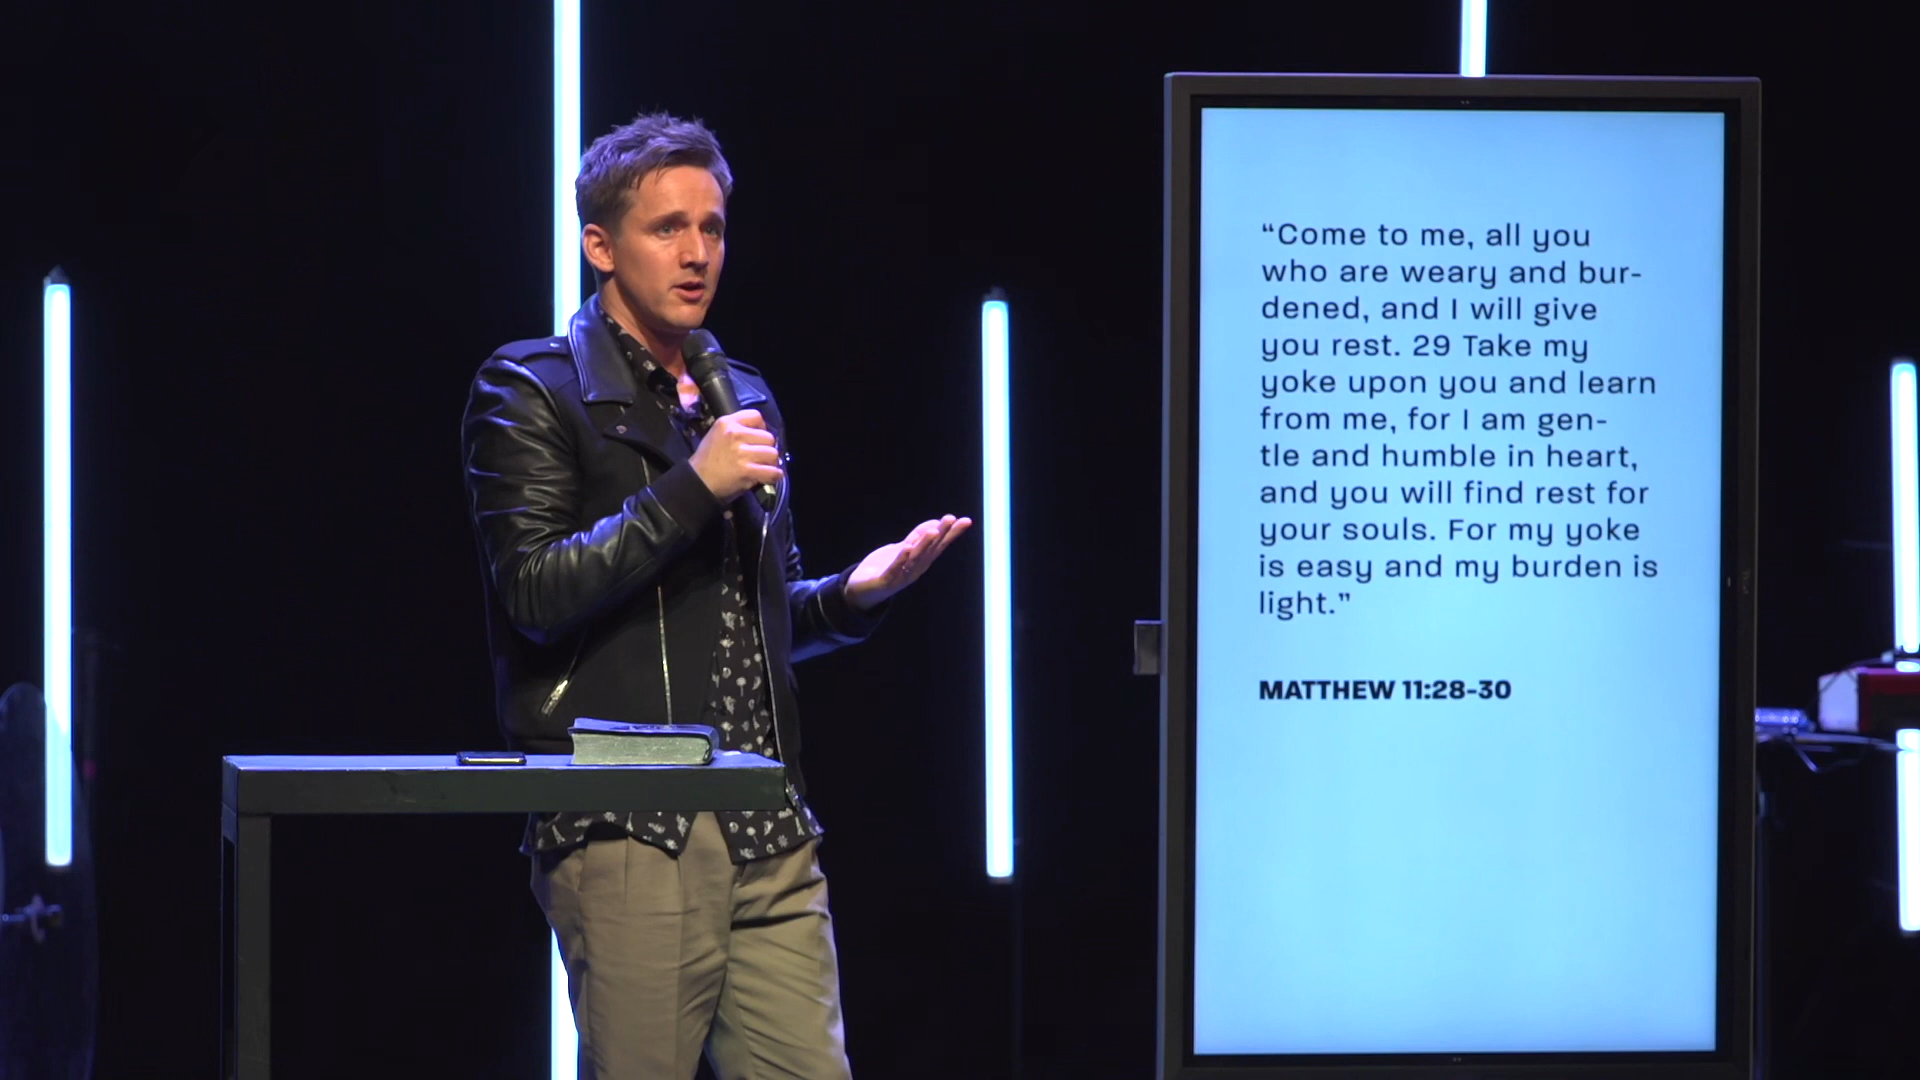 “Come to me, all you
who are weary and bur-
dened, and I will give
you rest. 29 Take my
yoke upon you and learn
from me, for I am gen-
tle and humble in heart,
and you will find rest for
your souls. For my yoke
is easy and my burden is
light.”
MATTHEW 11:28-30